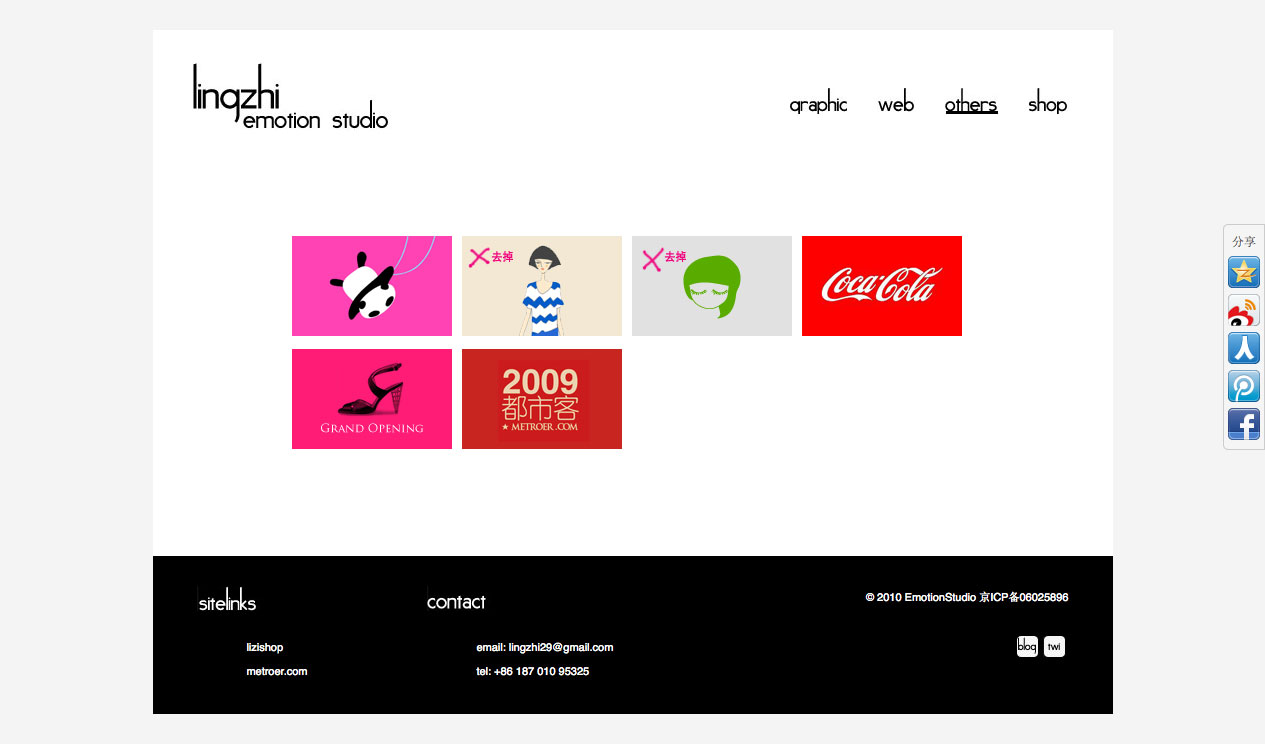 lingzhi
emotion studio
graphic web others shop
去掉
去掉
Coca-Cola
GRAND OPENING
2009
都市客
★ METROER.COM
分享
sitelinks
lizishop
metroer.com
contact
email: lingzhi29@gmail.com
tel: +86 187 010 95325
© 2010 EmotionStudio 京ICP备06025896
blog twi